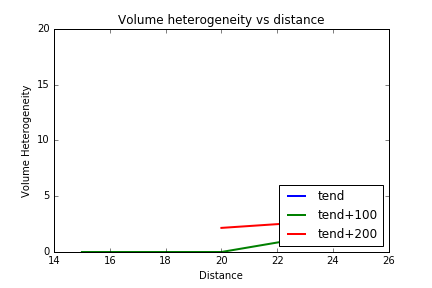 Volume heterogeneity vs distance
20
15
10
5
0
Volume Heterogeneity
14
16
18
20
22
24
26
Distance
tend
tend+100
tend+200